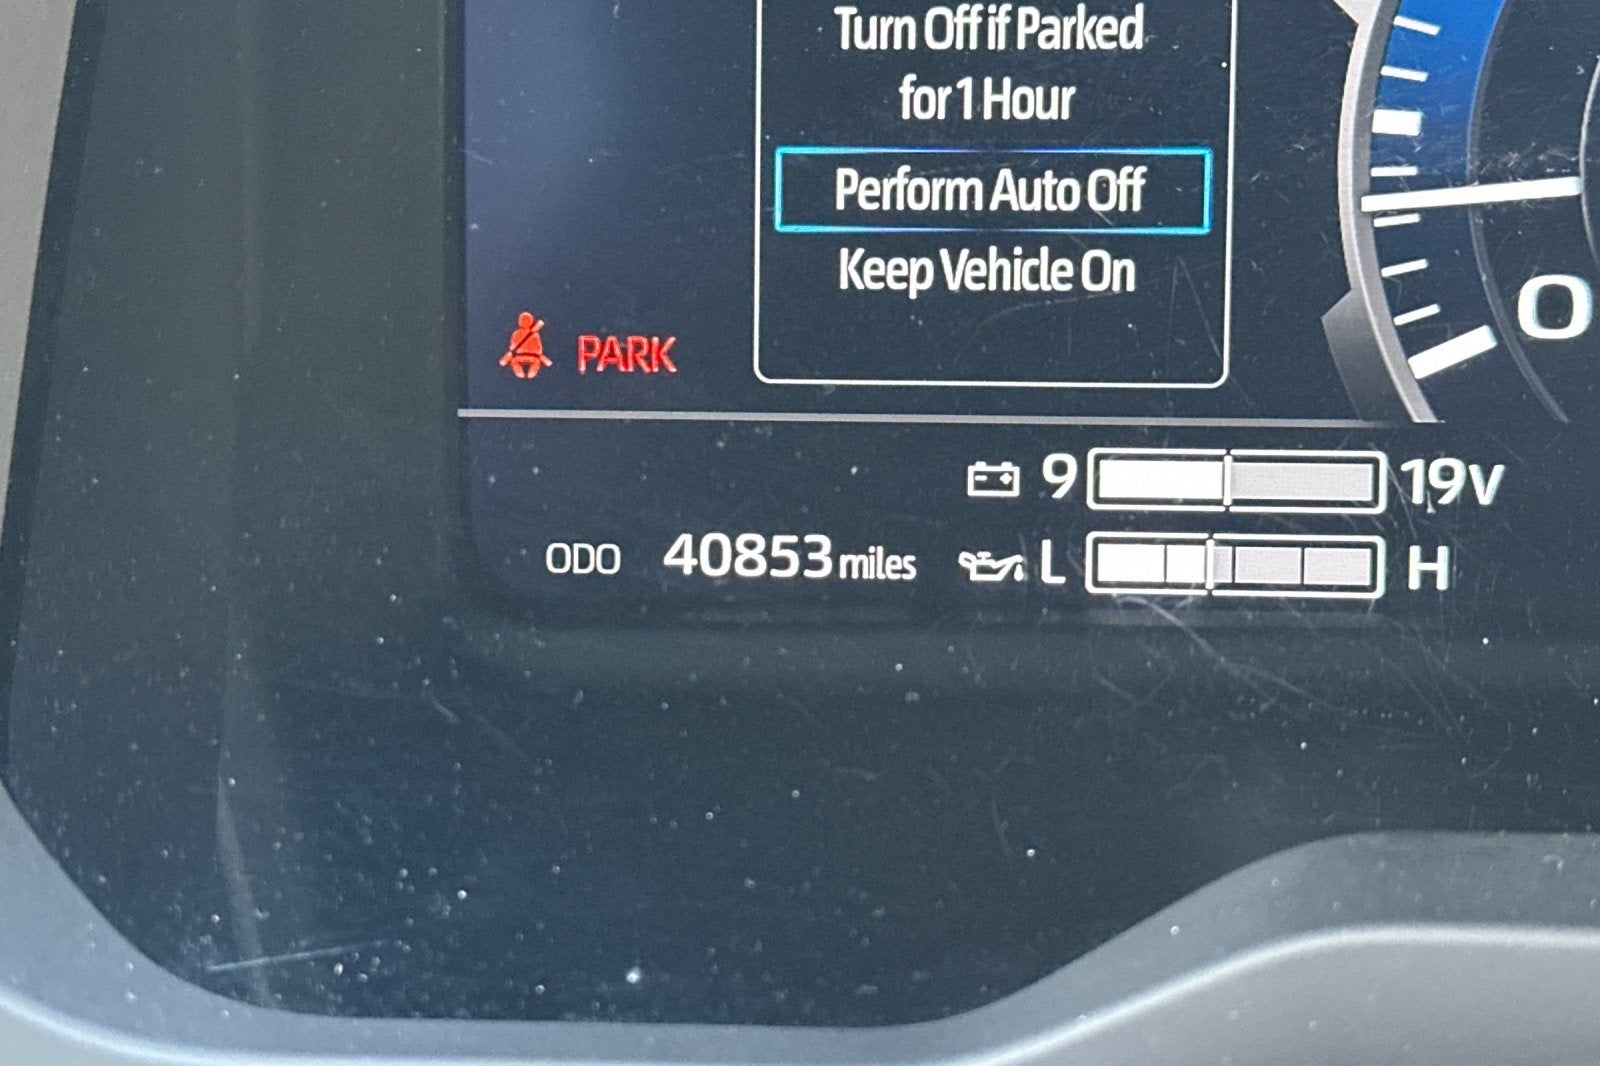 Turn Off if Parked
for 1 Hour
Perform Auto Off
Keep Vehicle On
0
PARK
9 19V
ODO 40853 miles L H